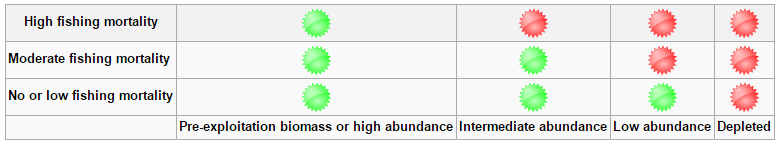 High fishing mortality
Moderate fishing mortality
No or low fishing mortality
Pre-exploitation biomass or high abundance Intermediate abundance Low abundance Depleted